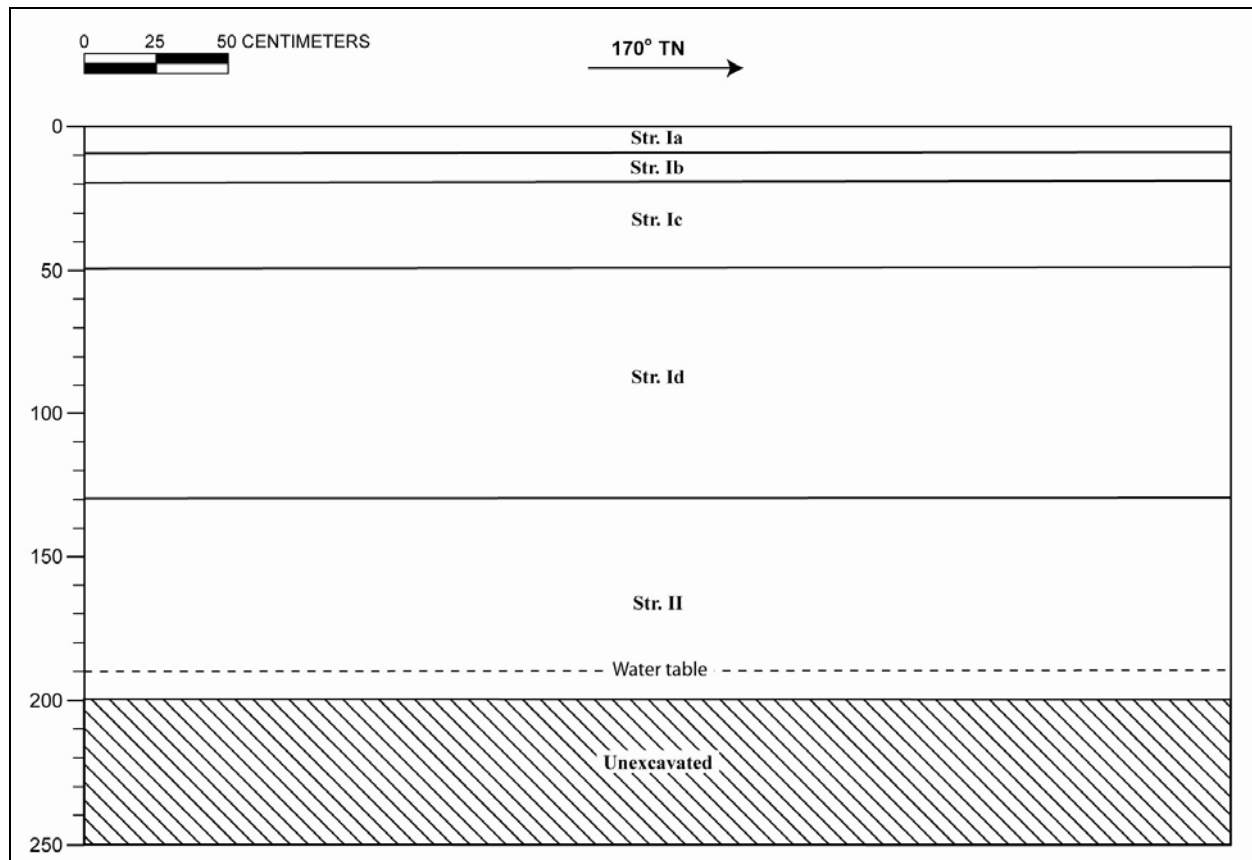 0 25 50 CENTIMETERS
170° TN
0
Str. Ia
Str. Ib
Str. Ic
50
Str. Id
100
150
Str. II
Water table
200
Unexcavated
250